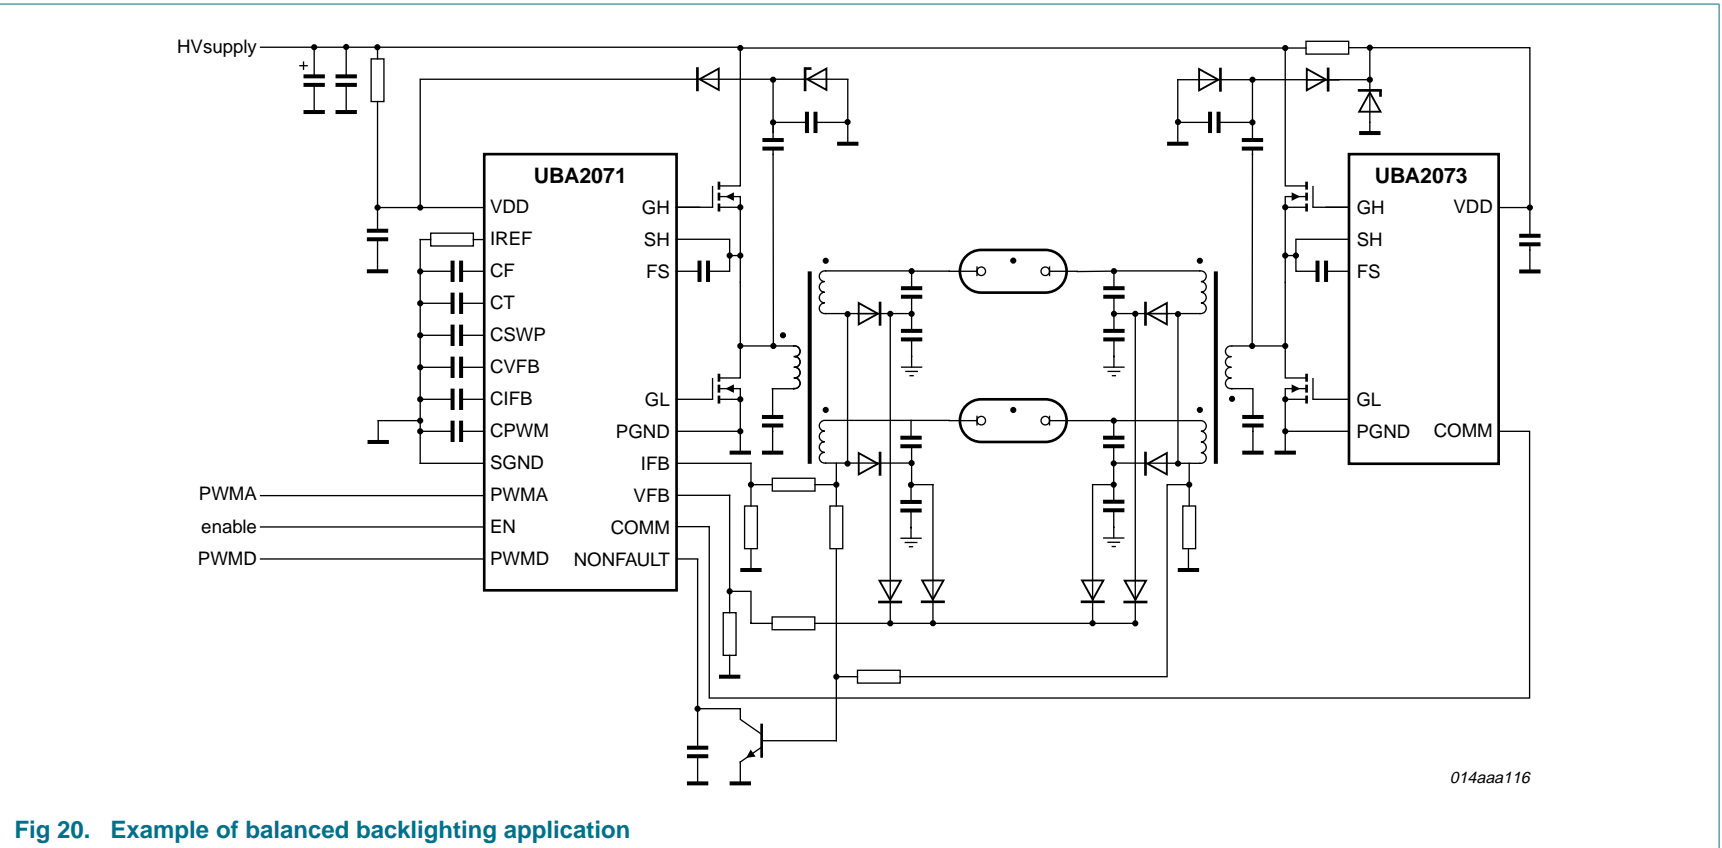 HVsupply
+
UBA2071
UBA2073
VDD
GH
GH
VDD
IREF
SH
SH
CF
FS
FS
CT
CSWP
CVFB
CIFB
GL
GL
CPWM
PGND
PGND
COMM
SGND
IFB
PWMA
PWMA
VFB
enable
EN
COMM
PWMD
PWMD
NONFAULT
014aaa116
Fig 20. Example of balanced backlighting application